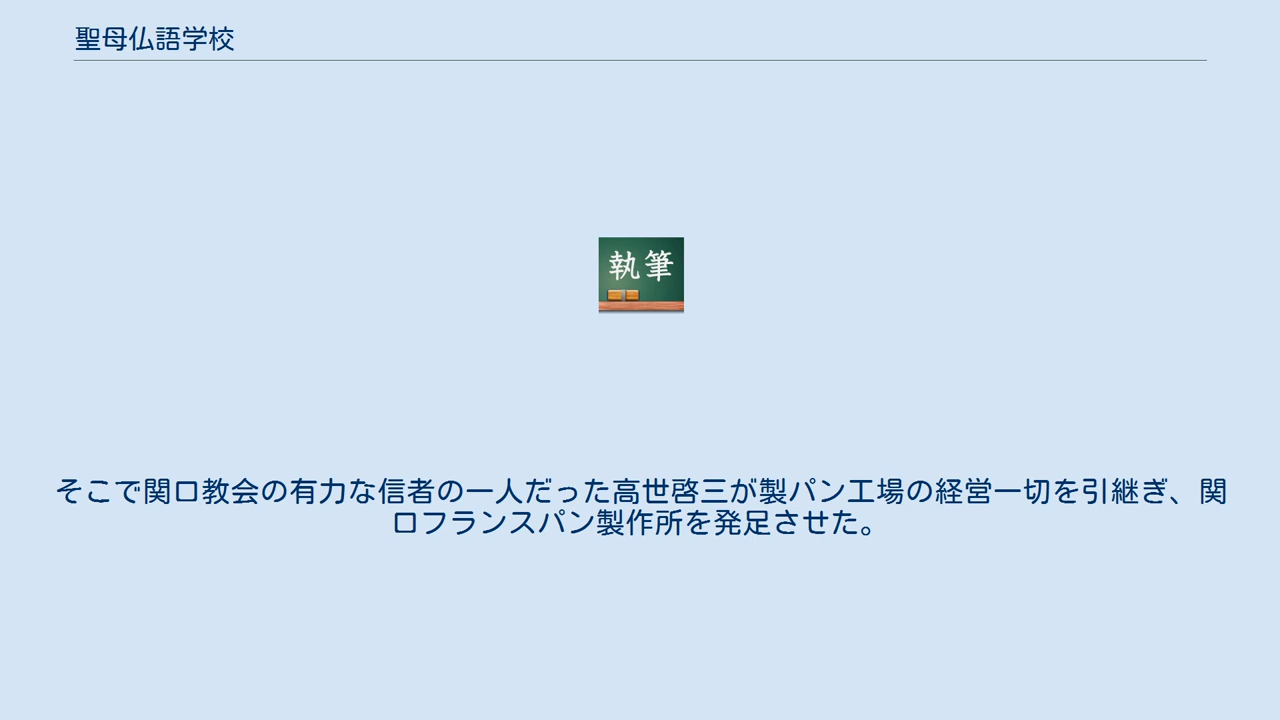 聖母仏語学校
執筆
そこで関口教会の有力な信者の一人だった高世啓三が製パン工場の経営一切を引継ぎ、関
口フランスパン製作所を発足させた。